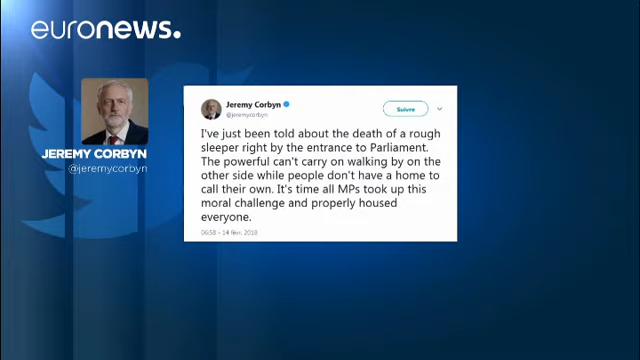 euronews.
JEREMY CORBYN
@jeremycorbyn
Jeremy Corbyn
@jeremycorbyn
Suivre
I've just been told about the death of a rough
sleeper right by the entrance to Parliament.
The powerful can't carry on walking by on the
other side while people don't have a home to
call their own. It's time all MPs took up this
moral challenge and properly housed
everyone.
06:58 - 14 févr. 2018